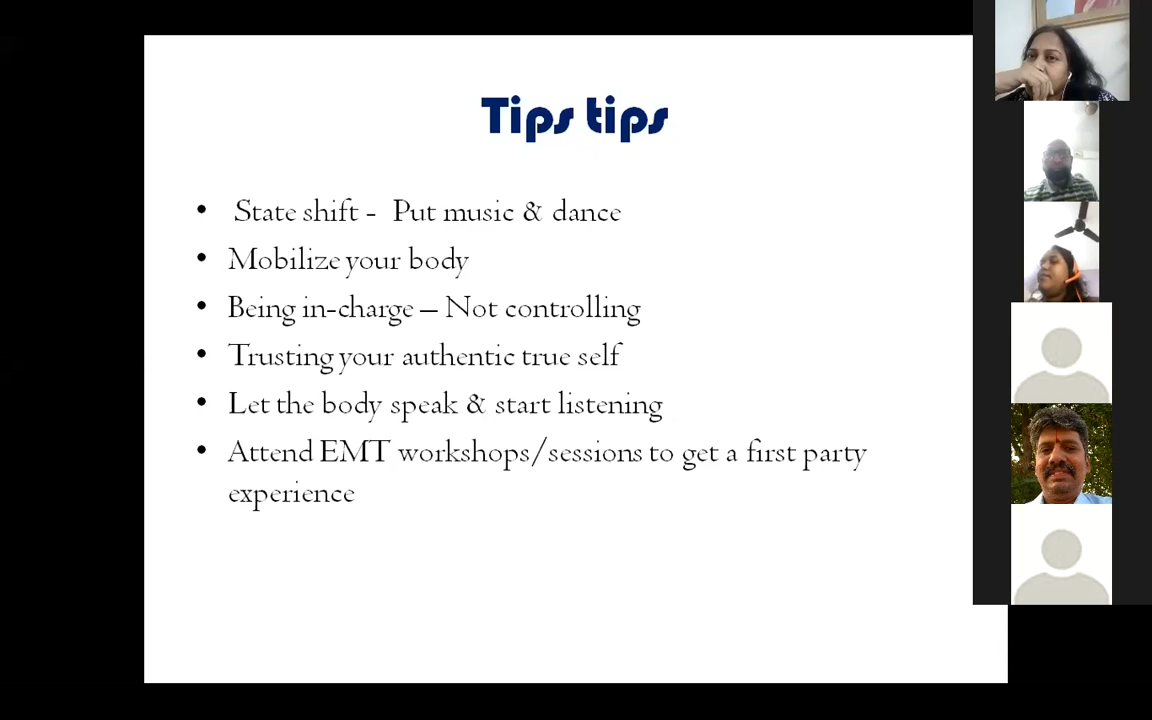 Tips tips
• State shift - Put music & dance
• Mobilize your body
• Being in-charge – Not controlling
• Trusting your authentic true self
• Let the body speak & start listening
• Attend EMT workshops/sessions to get a first party
experience